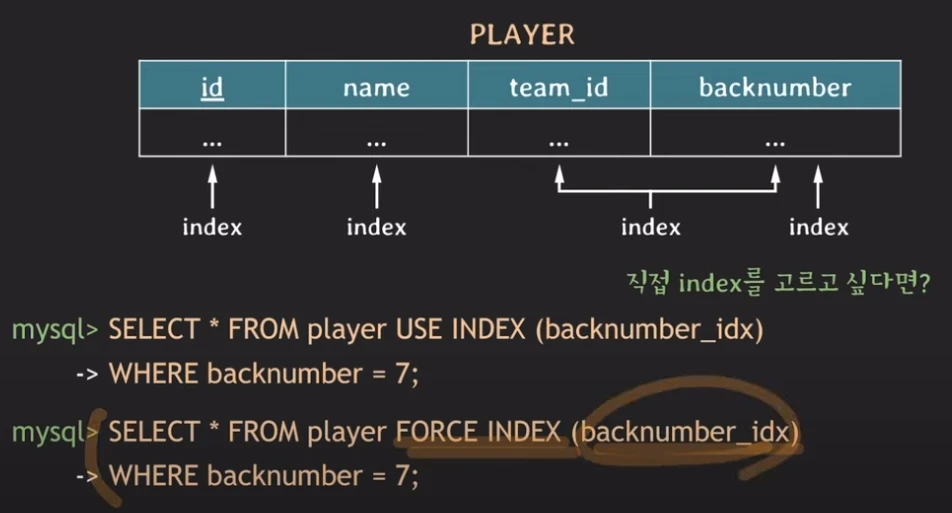 PLAYER
id name team_id backnumber
... ... ... ...
index index index index
직접 index를 고르고 싶다면?
mysql> SELECT * FROM player USE INDEX (backnumber_idx)
-> WHERE backnumber = 7;
mysql> SELECT * FROM player FORCE INDEX (backnumber_idx)
-> WHERE backnumber = 7;